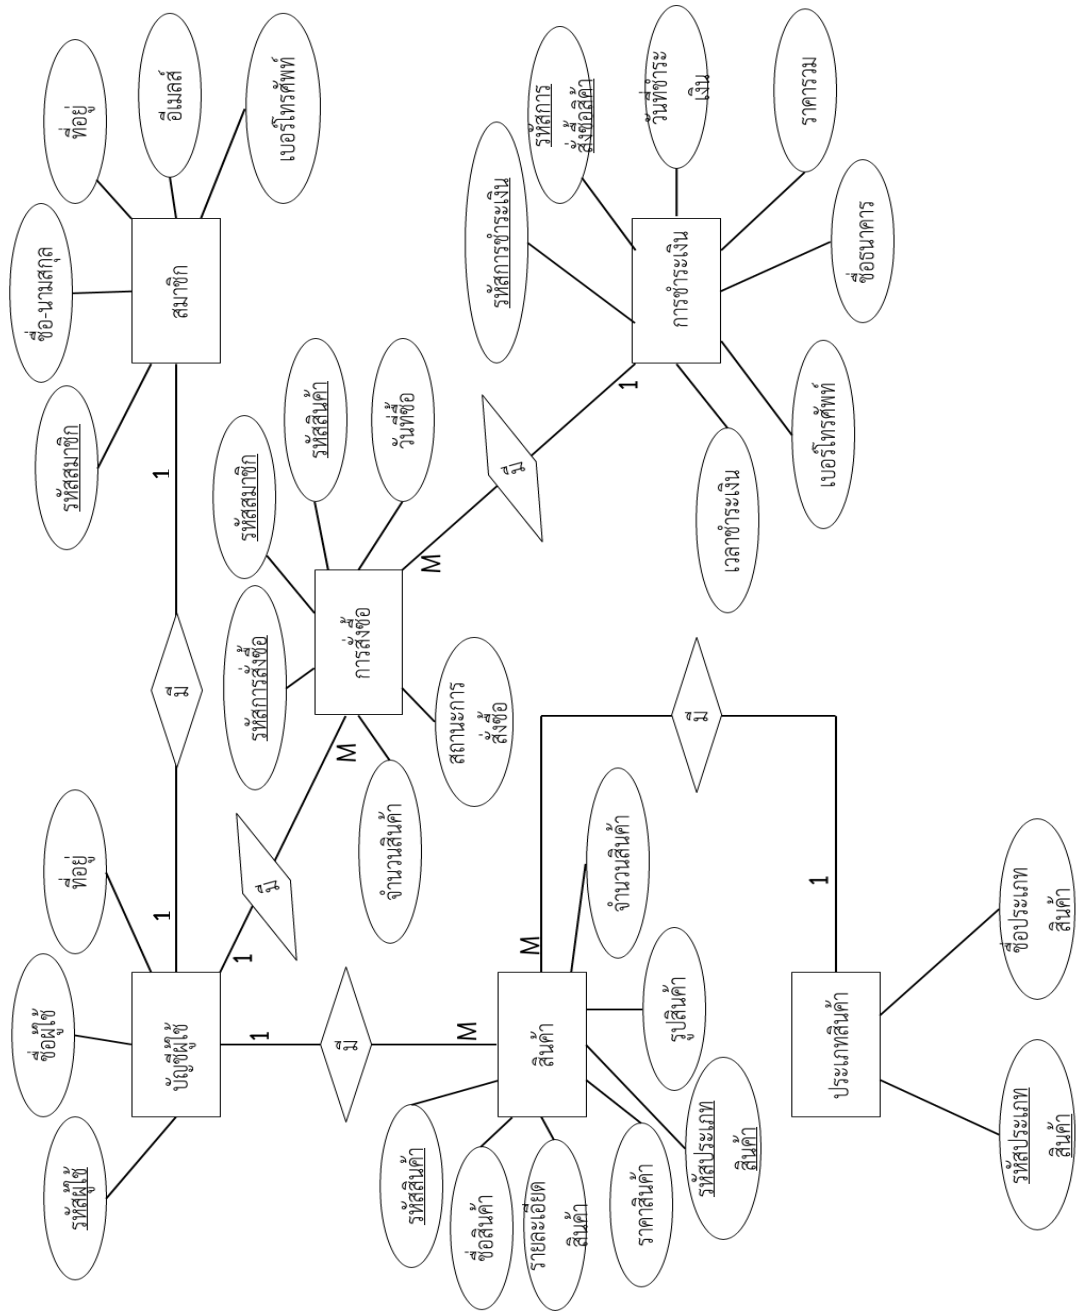 ชื่อผู้ใช้
ชื่อ-นามสกุล
รหัสผู้ใช้
ที่อยู่
รหัสสมาชิก
ที่อยู่
อีเมลล์
บัญชีผู้ใช้
1
มี
1
สมาชิก
เบอร์โทรศัพท์
1
1
มี
รหัสการสั่งซื้อ
รหัสสมาชิก
รหัสสินค้า
มี
M
การสั่งซื้อ
วันที่ซื้อ
จำนวนสินค้า
M
สถานะการ
สั่งซื้อ
รหัสสินค้า
M
ชื่อสินค้า
มี
รหัสการชำระเงิน
รหัสการ
สั่งซื้อสิค้า
รายละเอียด
สินค้า
สินค้า
M
จำนวนสินค้า
1
การชำระเงิน
วันที่ชำระ
เงิน
ราคาสินค้า
รูปสินค้า
มี
เวลาชำระเงิน
ราคารวม
รหัสประเภท
สินค้า
1
เบอร์โทรศัพท์
ชื่อธนาคาร
ประเภทสินค้า
รหัสประเภท
สินค้า
ชื่อประเภท
สินค้า